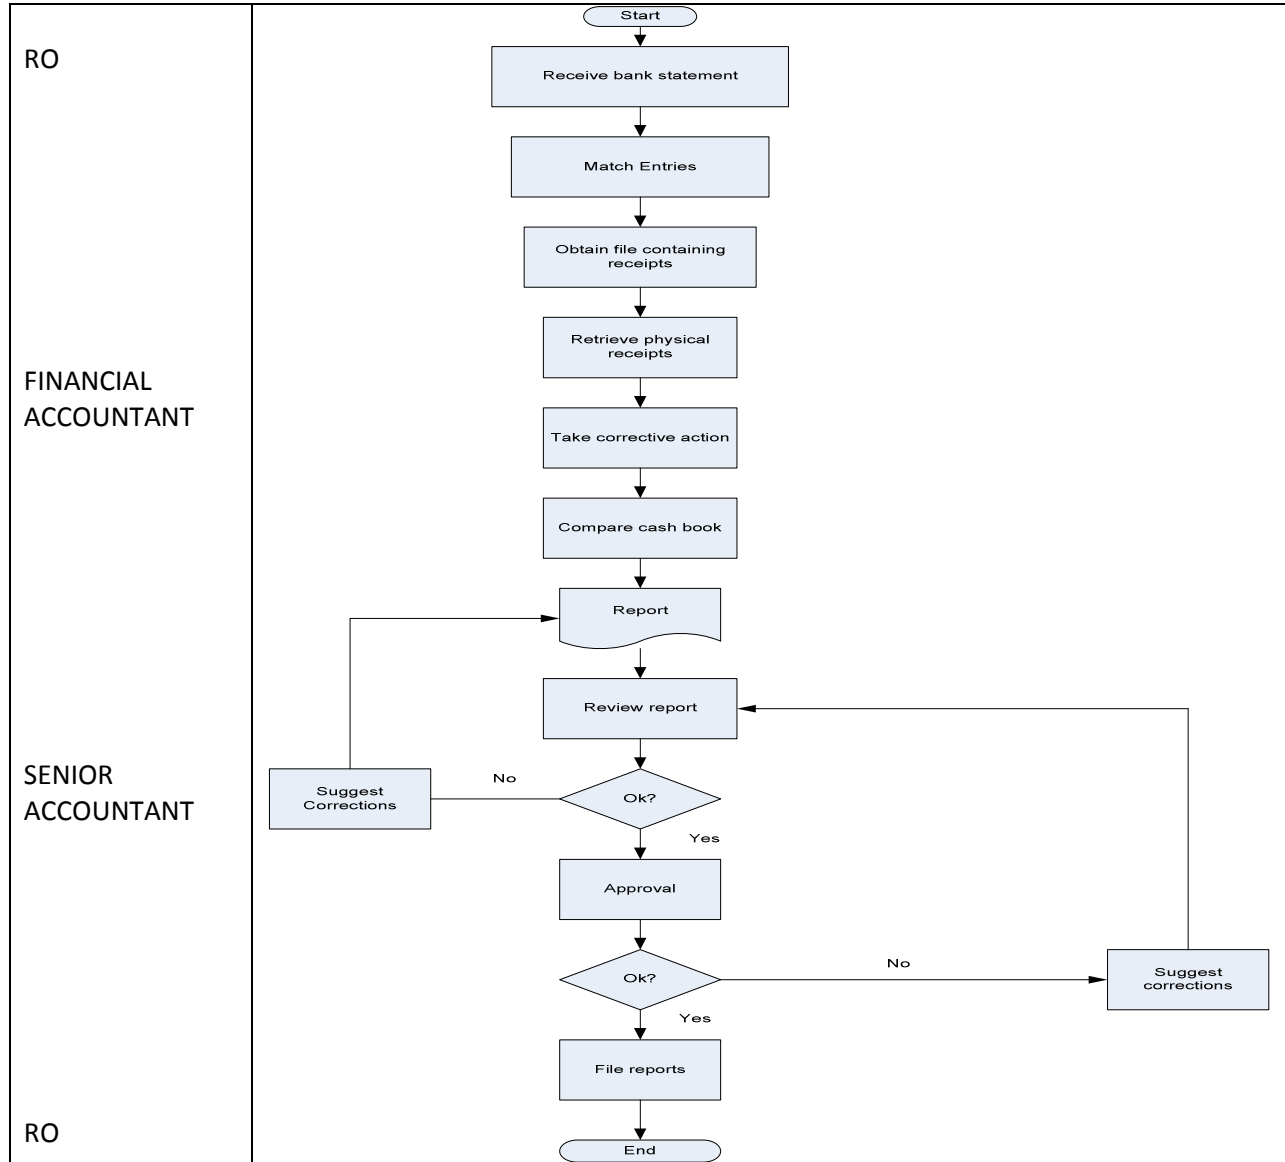 Start
RO
Receive bank statement
Match Entries
Obtain file containing
receipts
Retrieve physical
receipts
FINANCIAL
ACCOUNTANT
Take corrective action
Compare cash book
Report
Review report
SENIOR
ACCOUNTANT
Suggest
Corrections
No
Ok?
Yes
Approval
Ok?
No
Suggest
corrections
Yes
File reports
RO
End